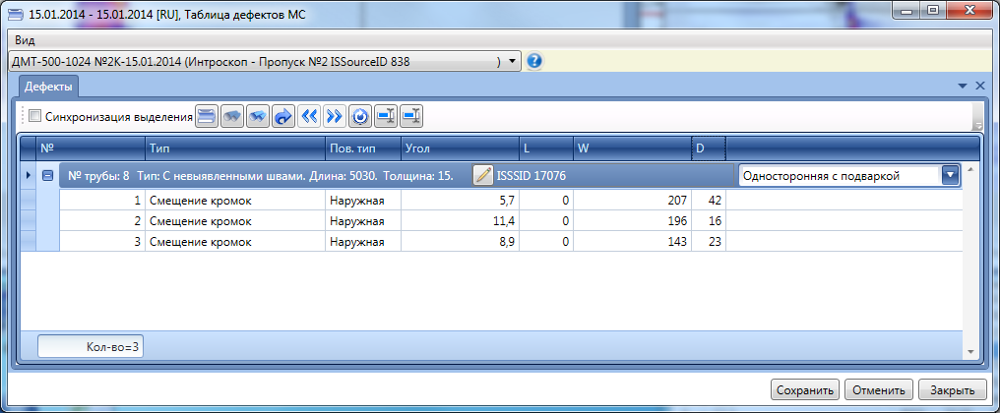 15.01.2014 - 15.01.2014 [RU], Таблица дефектов МС
Вид
ДМТ-500-1024 №2К-15.01.2014 (Интроскоп - Пропуск №2 ISSourceID 838 )
Дефекты
Синхронизация выделения
№ Тип Пов. тип Угол L W D
№ трубы: 8 Тип: С невыявленными швами. Длина: 5030. Толщина: 15. ISSSID 17076 Односторонняя с подваркой
1 Смещение кромок Наружная 5,7 0 207 42
2 Смещение кромок Наружная 11,4 0 196 16
3 Смещение кромок Наружная 8,9 0 143 23
Кол-во=3
Сохранить Отменить Закрыть